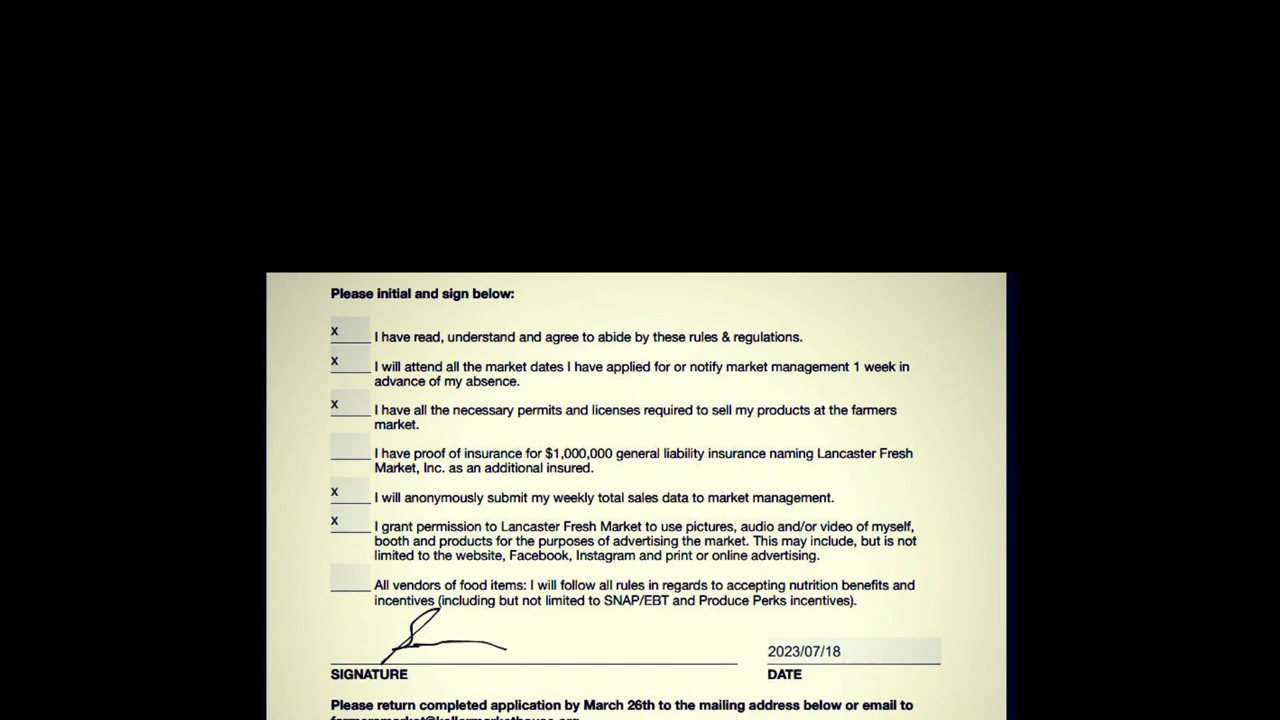 Please initial and sign below:
x I have read, understand and agree to abide by these rules & regulations.
x I will attend all the market dates I have applied for or notify market management 1 week in
advance of my absence.
x I have all the necessary permits and licenses required to sell my products at the farmers
market.
I have proof of insurance for $1,000,000 general liability insurance naming Lancaster Fresh
Market, Inc. as an additional insured.
x I will anonymously submit my weekly total sales data to market management.
x I grant permission to Lancaster Fresh Market to use pictures, audio and/or video of myself,
booth and products for the purposes of advertising the market. This may include, but is not
limited to the website, Facebook, Instagram and print or online advertising.
All vendors of food items: I will follow all rules in regards to accepting nutrition benefits and
incentives (including but not limited to SNAP/EBT and Produce Perks incentives).
2023/07/18
SIGNATURE DATE
Please return completed application by March 26th to the mailing address below or email to
farmersmarket@kellermarkethouse.org